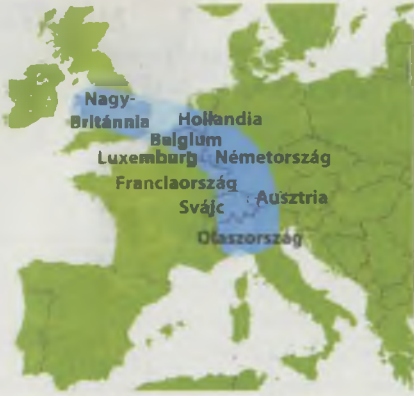 Nagy-
Británnia
Hollandia
Belgium
Luxemburg Németország
Franciaország
Ausztria
Svájc
Olaszország